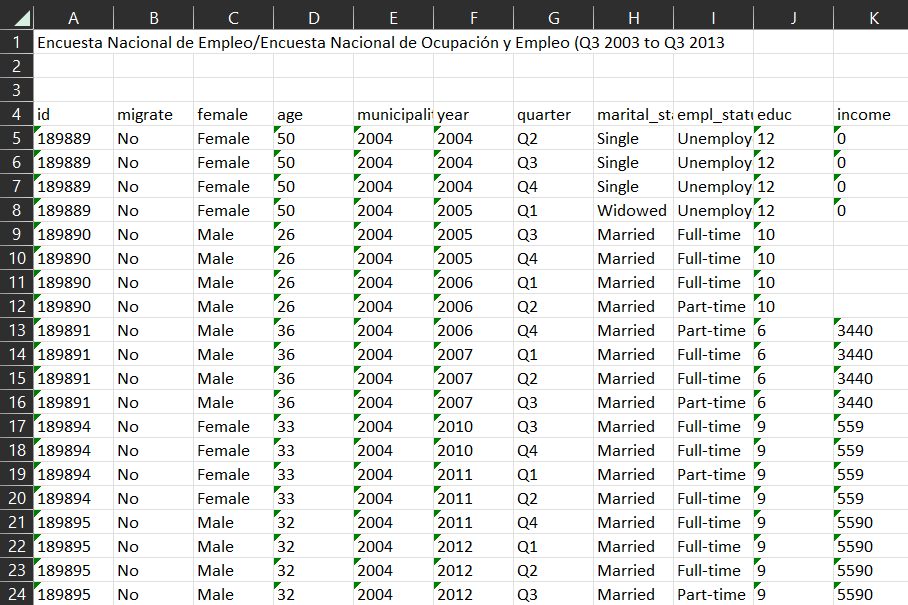 A B C D E F G H I J K
1 Encuesta Nacional de Empleo/Encuesta Nacional de Ocupación y Empleo (Q3 2003 to Q3 2013
2
3
4 id migrate female age municipali year quarter marital_sta empl_statu educ income
5 189889 No Female 50 2004 2004 Q2 Single Unemploy 12 0
6 189889 No Female 50 2004 2004 Q3 Single Unemploy 12 0
7 189889 No Female 50 2004 2004 Q4 Single Unemploy 12 0
8 189889 No Female 50 2004 2005 Q1 Widowed Unemploy 12 0
9 189890 No Male 26 2004 2005 Q3 Married Full-time 10
10 189890 No Male 26 2004 2005 Q4 Married Full-time 10
11 189890 No Male 26 2004 2006 Q1 Married Full-time 10
12 189890 No Male 26 2004 2006 Q2 Married Part-time 10
13 189891 No Male 36 2004 2006 Q4 Married Part-time 6 3440
14 189891 No Male 36 2004 2007 Q1 Married Full-time 6 3440
15 189891 No Male 36 2004 2007 Q2 Married Full-time 6 3440
16 189891 No Male 36 2004 2007 Q3 Married Part-time 6 3440
17 189894 No Female 33 2004 2010 Q3 Married Full-time 9 559
18 189894 No Female 33 2004 2010 Q4 Married Full-time 9 559
19 189894 No Female 33 2004 2011 Q1 Married Part-time 9 559
20 189894 No Female 33 2004 2011 Q2 Married Full-time 9 559
21 189895 No Male 32 2004 2011 Q4 Married Full-time 9 5590
22 189895 No Male 32 2004 2012 Q1 Married Full-time 9 5590
23 189895 No Male 32 2004 2012 Q2 Married Full-time 9 5590
24 189895 No Male 32 2004 2012 Q3 Married Part-time 9 5590